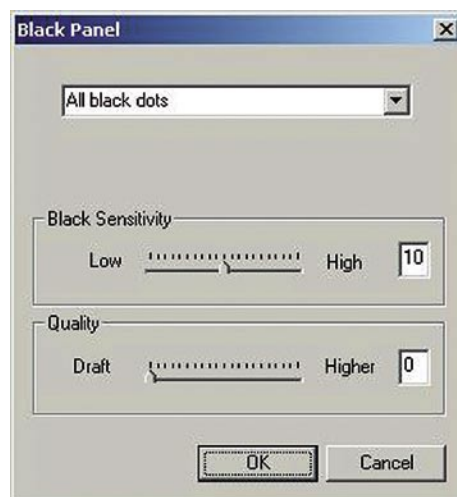 Black Panel
All black dots
Black Sensitivity
Low High 10
Quality
Draft Higher 0
OK Cancel